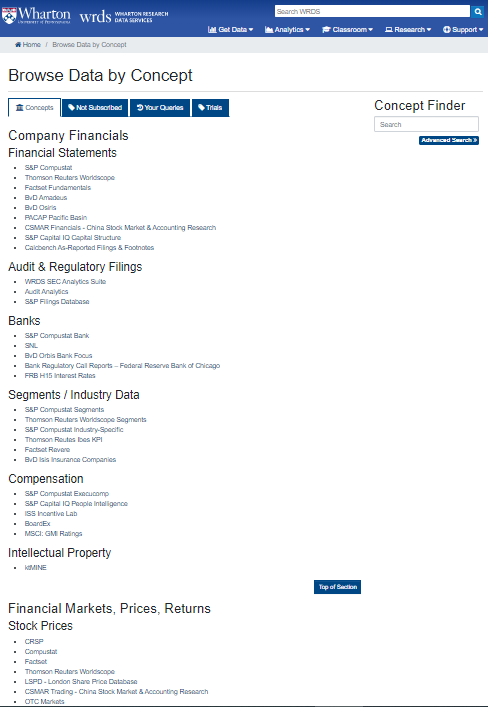 Wharton
UNIVERSITY of PENNSYLVANIA
wrds
WHARTON RESEARCH
DATA SERVICES
Search WRDS
Get Data
Analytics
Classroom
Research
Support
Home / Browse Data by Concept
Browse Data by Concept
Concepts
Not Subscribed
Your Queries
Trials
Concept Finder
Search
Advanced Search
Company Financials
Financial Statements
S&P Compustat
Thomson Reuters Worldscope
Factset Fundamentals
BvD Amadeus
BvD Osiris
PACAP Pacific Basin
CSMAR Financials - China Stock Market & Accounting Research
S&P Capital IQ Capital Structure
Calcbench As-Reported Filings & Footnotes
Audit & Regulatory Filings
WRDS SEC Analytics Suite
Audit Analytics
S&P Filings Database
Banks
S&P Compustat Bank
SNL
BvD Orbis Bank Focus
Bank Regulatory Call Reports – Federal Reserve Bank of Chicago
FRB H15 Interest Rates
Segments / Industry Data
S&P Compustat Segments
Thomson Reuters Worldscope Segments
S&P Compustat Industry-Specific
Thomson Reutes Ibes KPI
Factset Revere
BvD Isis Insurance Companies
Compensation
S&P Compustat Execucomp
S&P Capital IQ People Intelligence
ISS Incentive Lab
BoardEx
MSCI: GMI Ratings
Intellectual Property
ktMINE
Top of Section
Financial Markets, Prices, Returns
Stock Prices
CRSP
Compustat
Factset
Thomson Reuters Worldscope
LSPD - London Share Price Database
CSMAR Trading - China Stock Market & Accounting Research
OTC Markets